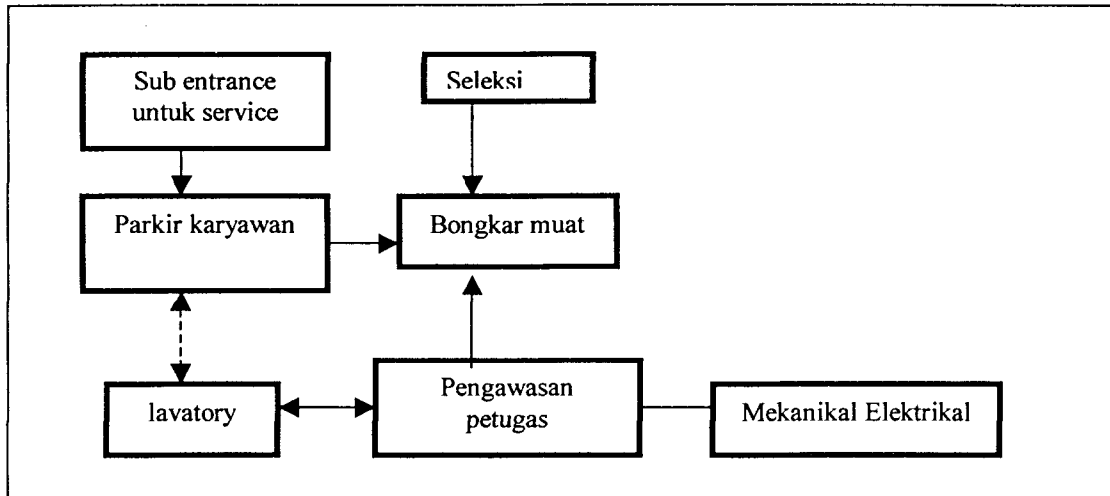 Sub entrance
untuk service
Seleksi
Parkir karyawan
Bongkar muat
lavatory
Pengawasan
petugas
Mekanikal Elektrikal